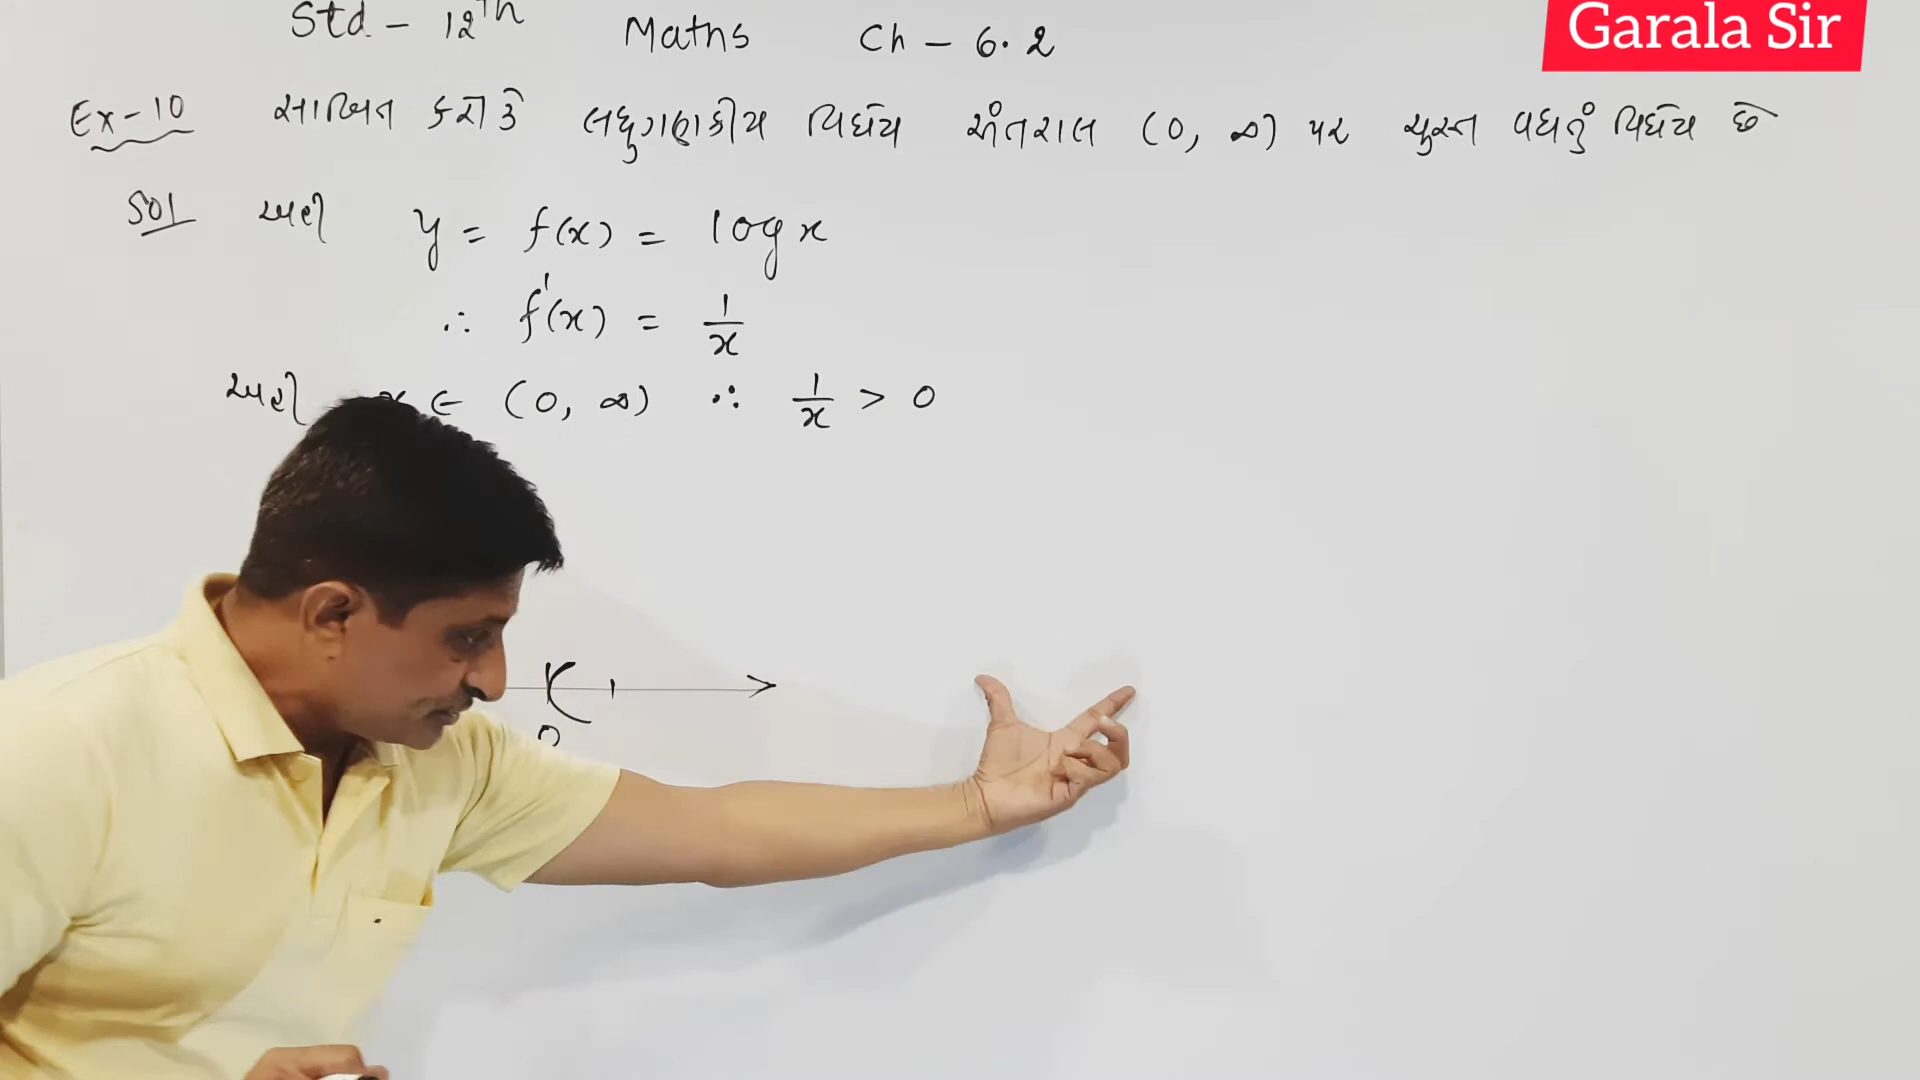 Garala Sir
Std - 12th Maths Ch - 6.2
Ex-10 સાબિત કરો કે લઘુગણકીય વિધેય અંતરાલ (0, ∞) પર ચુસ્ત વધતું વિધેય છે
Sol અહીં y = f(x) = log x
∴ f'(x) = 1/x
અહીં x ∈ (0, ∞) ∴ 1/x > 0
0